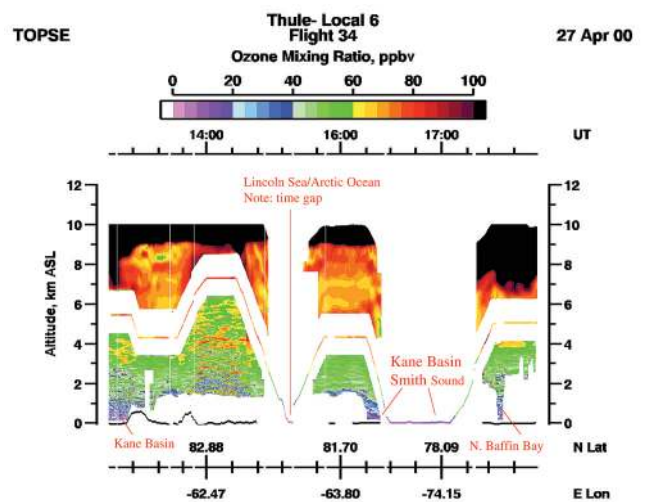 TOPSE
Thule- Local 6
Flight 34
27 Apr 00
Ozone Mixing Ratio, ppbv
0 20 40 60 80 100
14:00 16:00 17:00 UT
Lincoln Sea/Arctic Ocean
Note: time gap
12 12
10 10
8 8
6 6
4 4
2 2
0 0
Altitude, km ASL
Altitude, km ASL
Kane Basin
Smith Sound
Kane Basin
N. Baffin Bay
82.88 81.70 78.09 N Lat
-62.47 -63.80 -74.15 E Lon